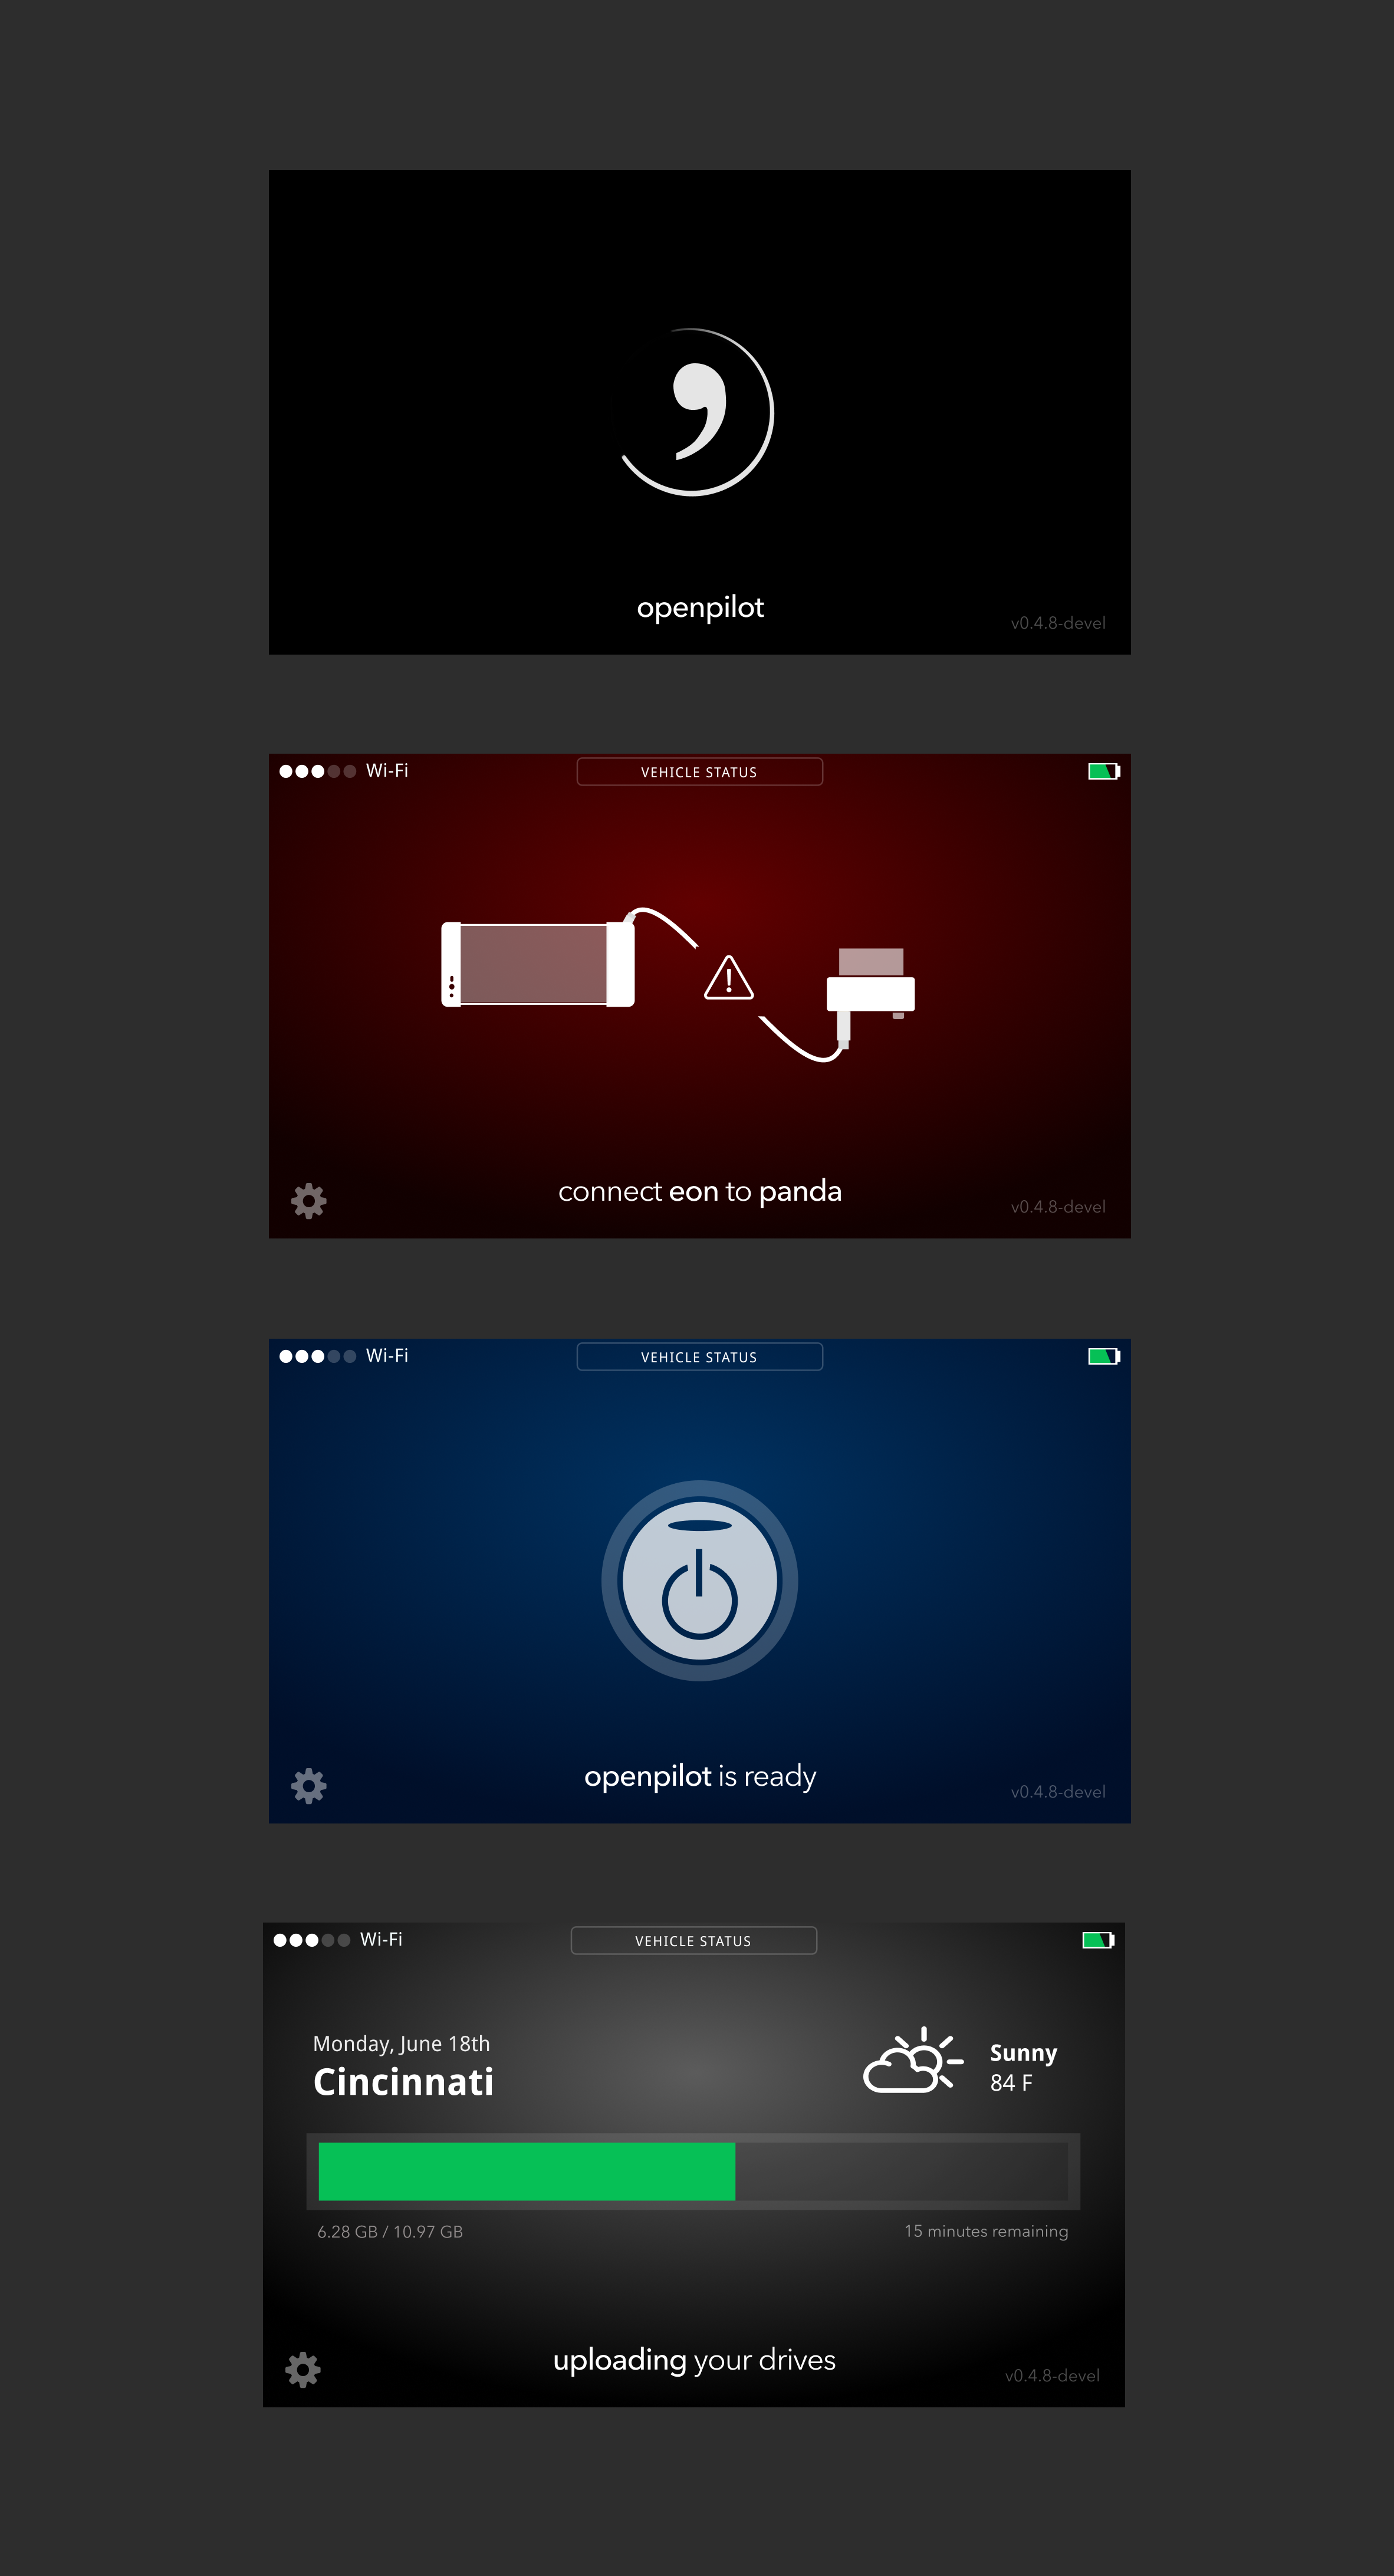 openpilot
v0.4.8-devel
Wi-Fi
VEHICLE STATUS
connect eon to panda
v0.4.8-devel
Wi-Fi
VEHICLE STATUS
openpilot is ready
v0.4.8-devel
Wi-Fi
VEHICLE STATUS
Monday, June 18th
Cincinnati
Sunny
84 F
6.28 GB / 10.97 GB
15 minutes remaining
uploading your drives
v0.4.8-devel